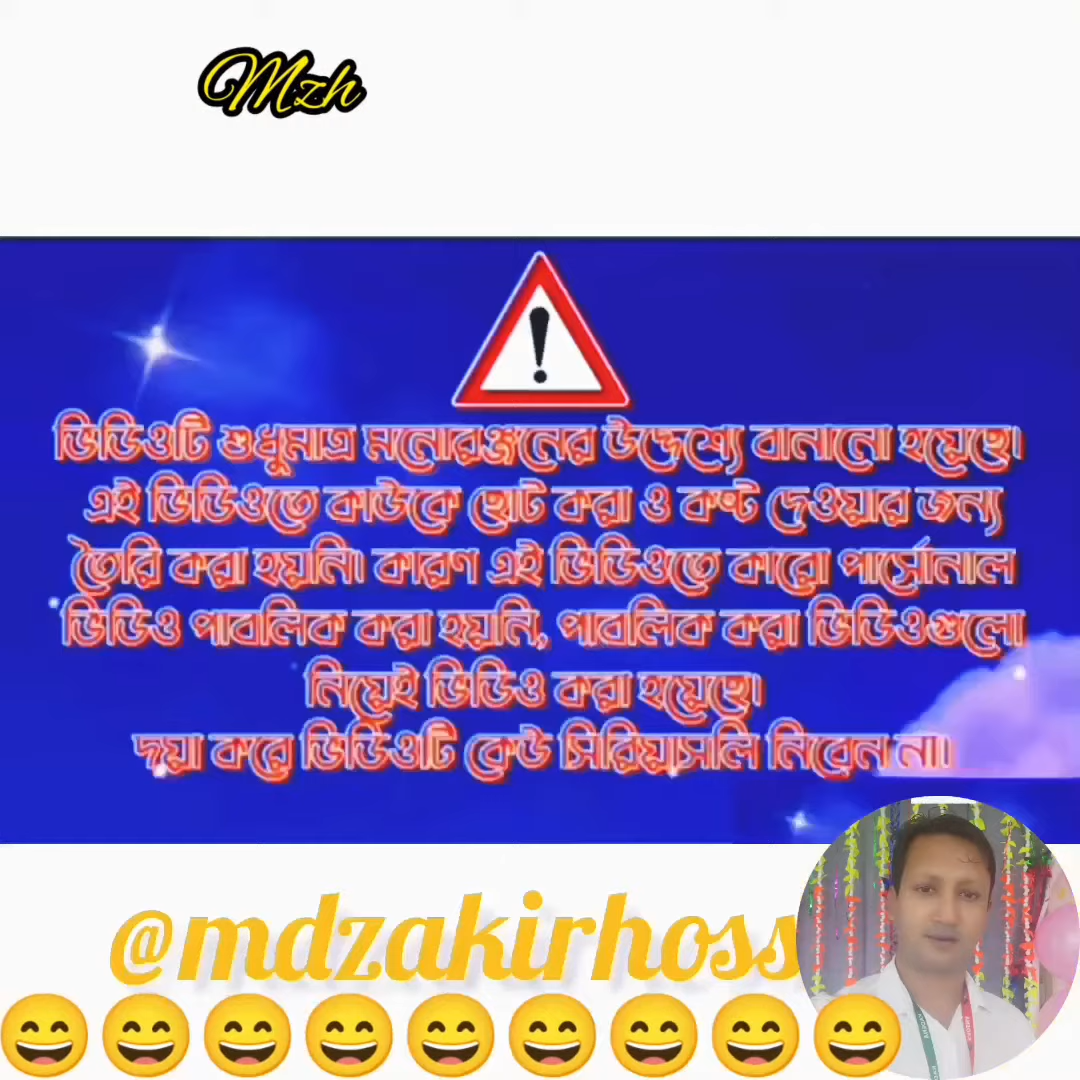 Mzh
ভিডিওটি শুধুমাত্র মনোরঞ্জনের উদ্দেশ্যে বানানো হয়েছে।
এই ভিডিওতে কাউকে ছোট করা ও কষ্ট দেওয়ার জন্য
তৈরি করা হয়নি। কারণ এই ভিডিওতে কারো পার্সোনাল
ভিডিও পাবলিক করা হয়নি, পাবলিক করা ভিডিওগুলো
নিয়েই ভিডিও করা হয়েছে।
দয়া করে ভিডিওটি কেউ সিরিয়াসলি নিবেন না।
@mdzakirhoss